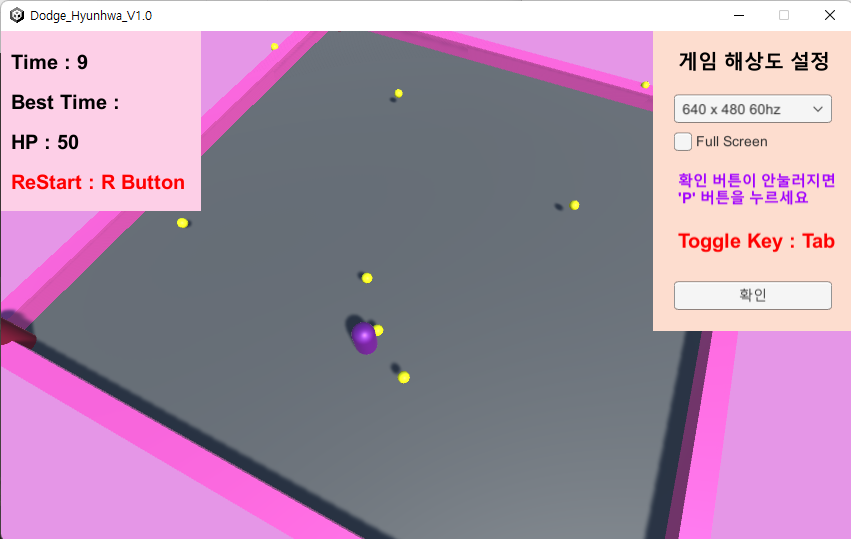 Dodge_Hyunhwa_V1.0
Time : 9
Best Time :
HP : 50
ReStart : R Button
게임 해상도 설정
640 x 480 60hz
Full Screen
확인 버튼이 안눌러지면
'P' 버튼을 누르세요
Toggle Key : Tab
확인